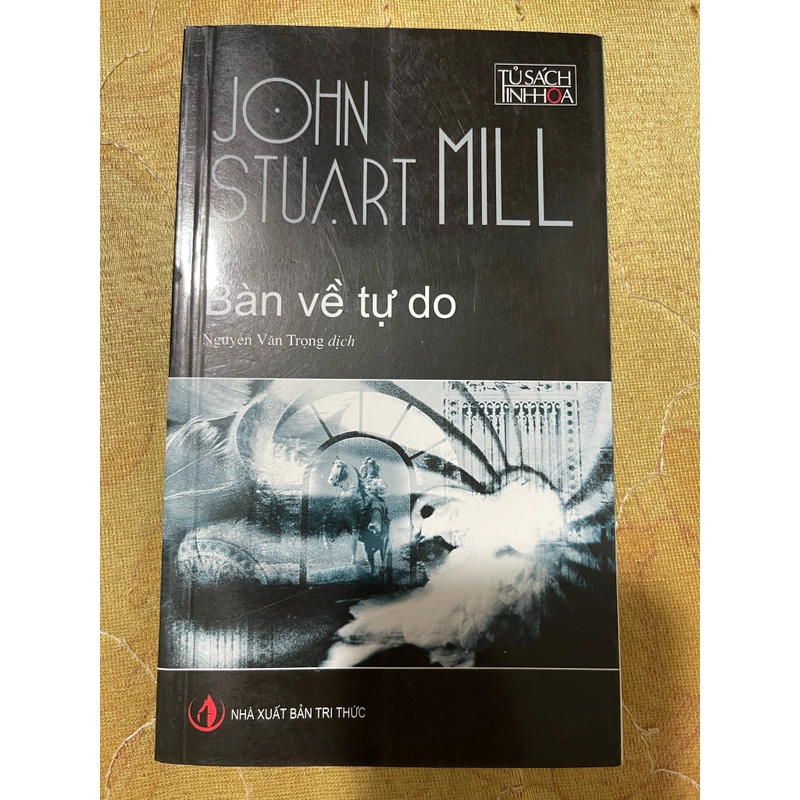 TỦ SÁCH
TINH HOA
JOHN
STUART MILL
Bàn về tự do
Nguyễn Văn Trọng dịch
NHÀ XUẤT BẢN TRI THỨC